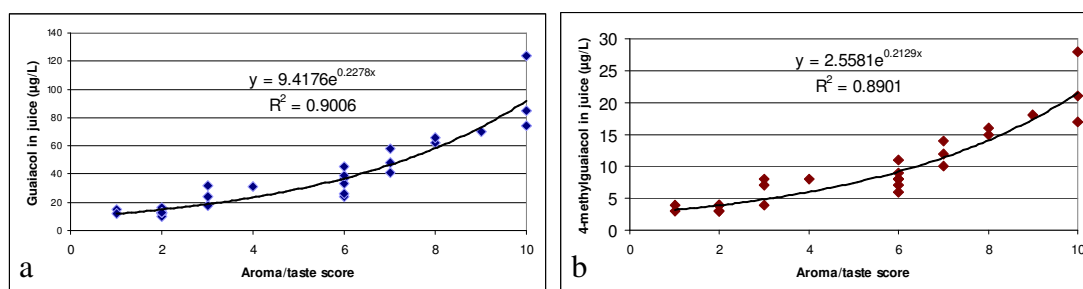 Guaiacol in juice (µg/L)
140
120
100
80
60
40
20
0
y = 9.4176e^0.2278x
R² = 0.9006
0 2 4 6 8 10
Aroma/taste score
a
4-methylguaiacol in juice (µg/L)
30
25
20
15
10
5
0
y = 2.5581e^0.2129x
R² = 0.8901
0 2 4 6 8 10
Aroma/taste score
b